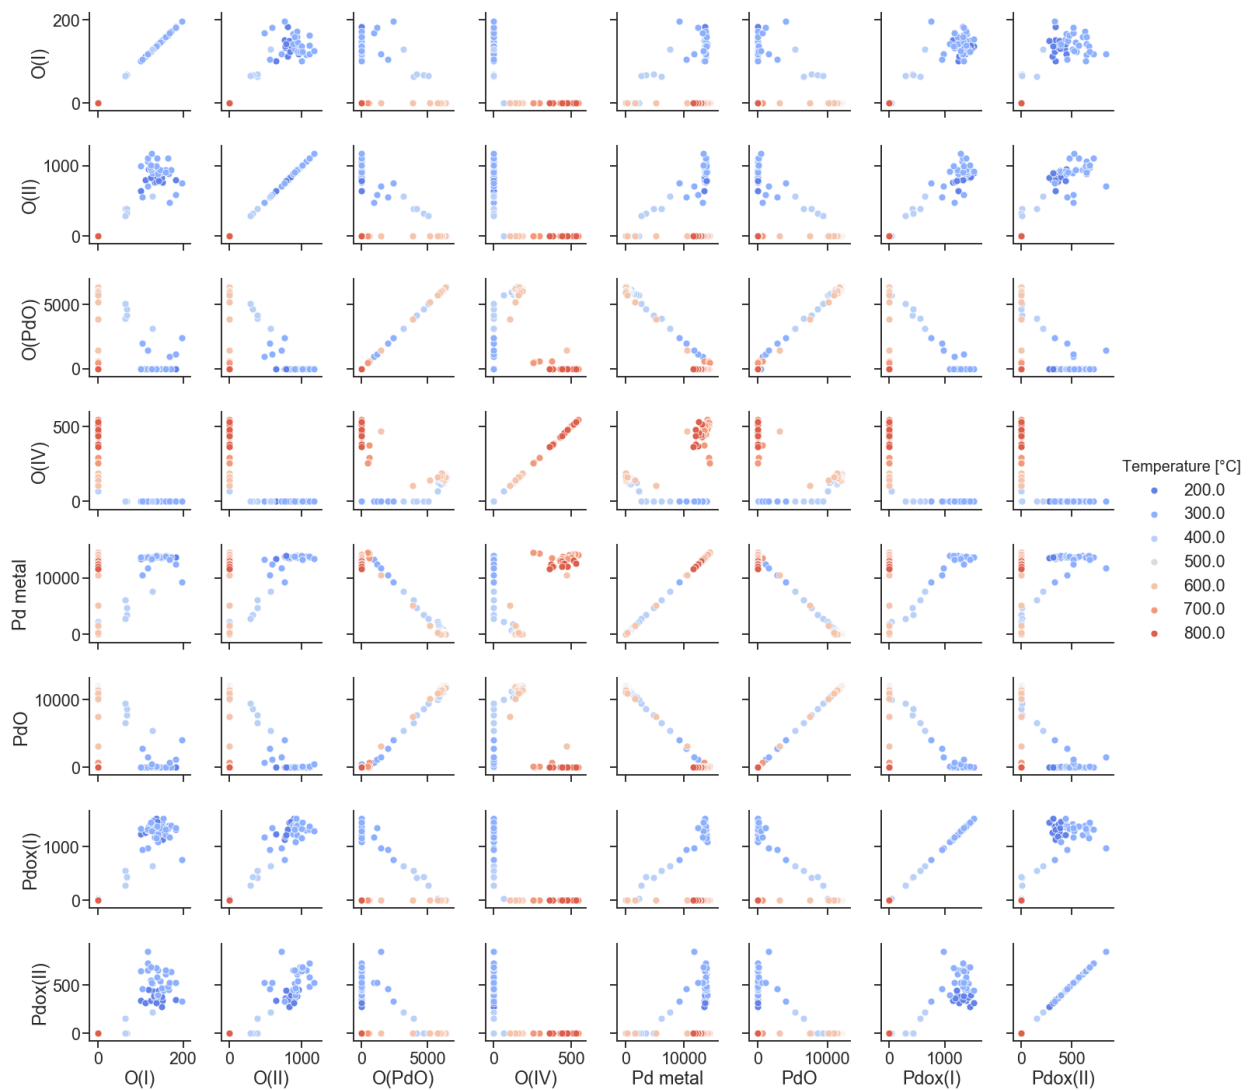 200
0
O(I)
1000
0
O(II)
5000
0
O(PdO)
500
0
O(IV)
Temperature [°C]
200.0
300.0
400.0
500.0
600.0
700.0
800.0
10000
0
Pd metal
10000
0
PdO
1000
0
Pdox(I)
500
0
Pdox(II)
0 200 0 1000 0 5000 0 500 0 10000 0 10000 0 1000 0 500
O(I) O(II) O(PdO) O(IV) Pd metal PdO Pdox(I) Pdox(II)